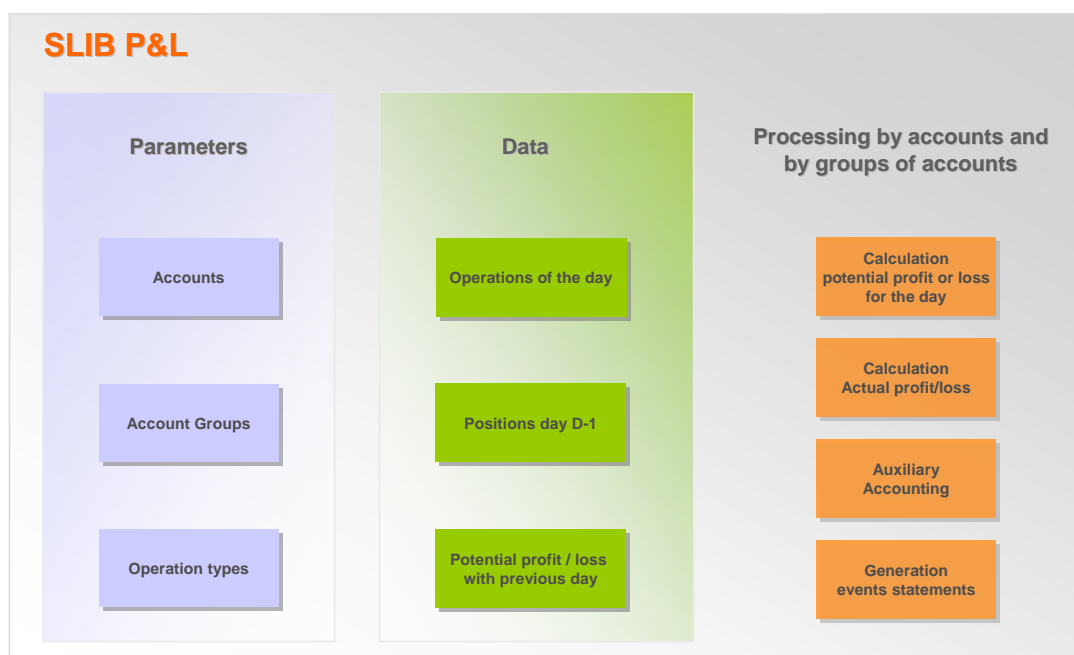 SLIB P&L
Parameters
Accounts
Account Groups
Operation types
Data
Operations of the day
Positions day D-1
Potential profit / loss
with previous day
Processing by accounts and
by groups of accounts
Calculation
potential profit or loss
for the day
Calculation
Actual profit/loss
Auxiliary
Accounting
Generation
events statements